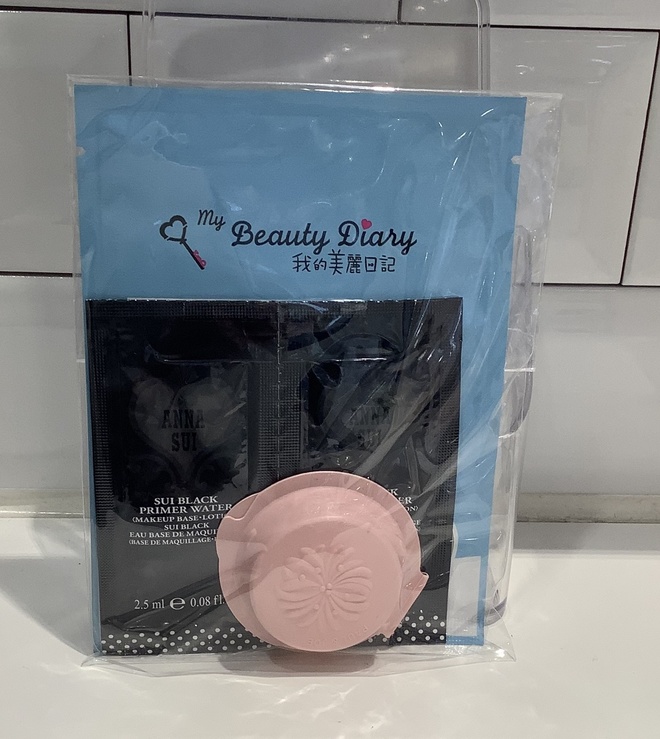 My
Beauty Diary
我的美麗日記
ANNA
SUI
ANNA
SUI
SUI BLACK
PRIMER WATER
(MAKEUP BASE·LOTI
SUI BLACK
EAU BASE DE MAQUI
(BASE DE MAQUILLAGE·
2.5 ml ℮ 0.08 fl.